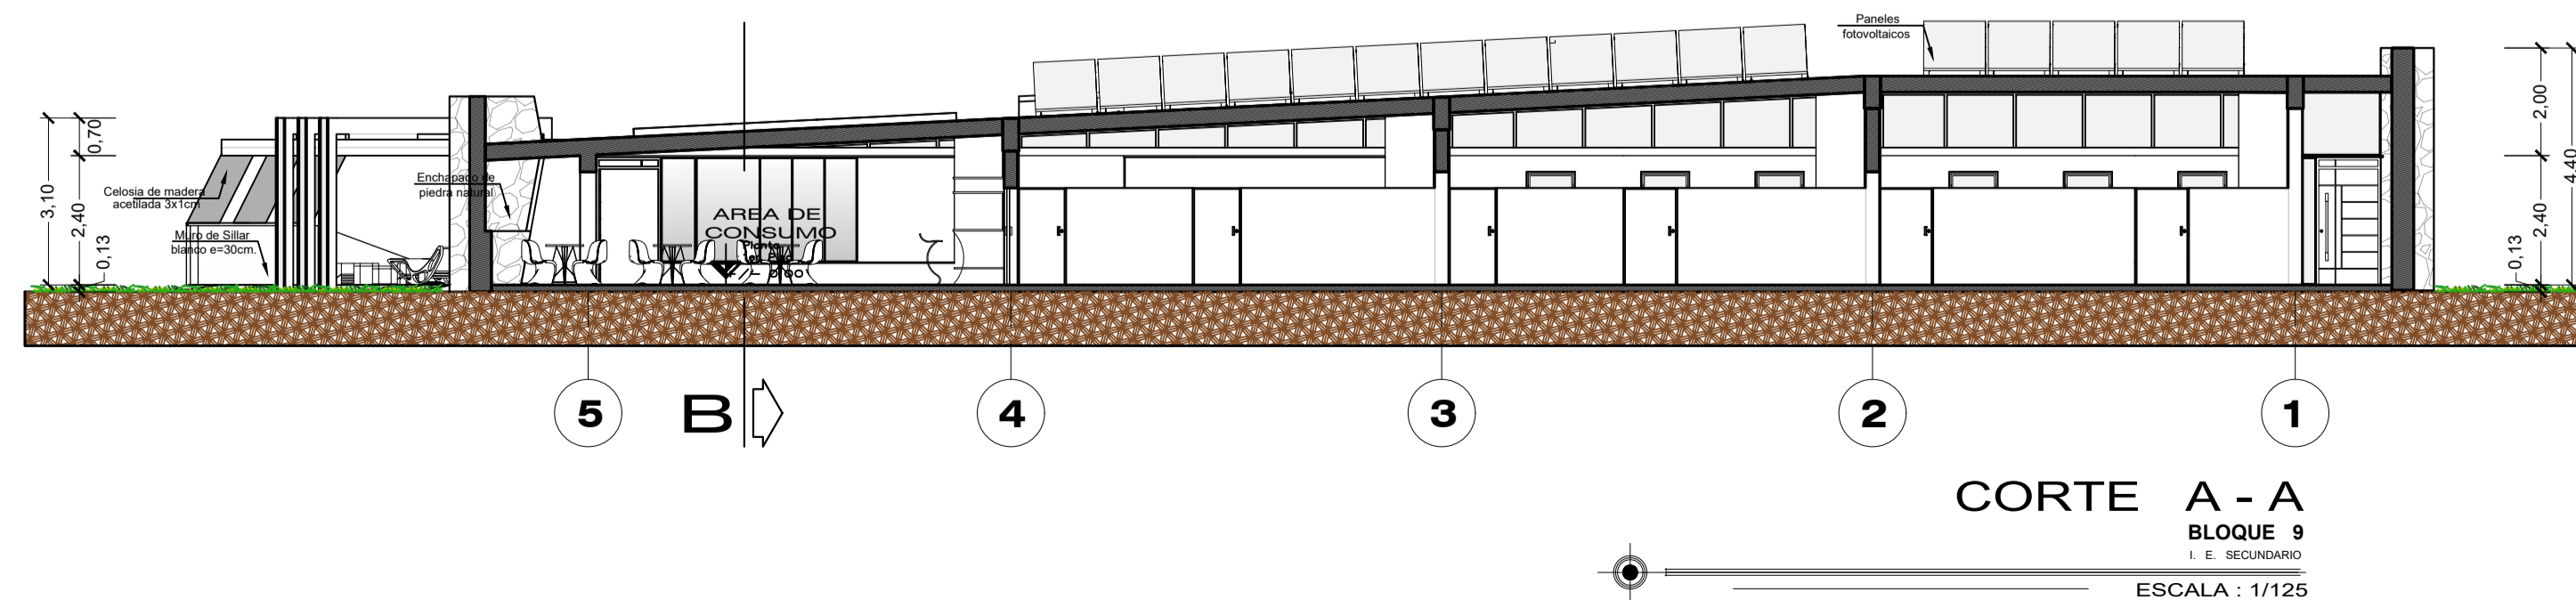 Paneles
fotovoltaicos
0,70
3,10
2,40
0,13
Celosia de madera
acetilada 3x1cm
Muro de Sillar
blanco e=30cm.
Enchapado de
piedra natural
AREA DE
CONSUMO
+/- 0.00
2,00
4,40
2,40
0,13
5
B
4
3
2
1
CORTE A - A
BLOQUE 9
I. E. SECUNDARIO
ESCALA : 1/125